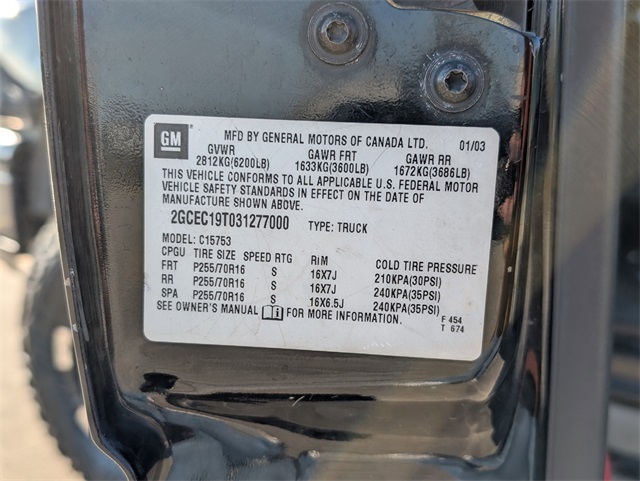 GM
MFD BY GENERAL MOTORS OF CANADA LTD. 01/03
GVWR GAWR FRT GAWR RR
2812KG(6200LB) 1633KG(3600LB) 1672KG(3686LB)
THIS VEHICLE CONFORMS TO ALL APPLICABLE U.S. FEDERAL MOTOR
VEHICLE SAFETY STANDARDS IN EFFECT ON THE DATE OF
MANUFACTURE SHOWN ABOVE.
2GCEC19T031277000 TYPE: TRUCK
MODEL: C15753
CPGU TIRE SIZE SPEED RTG RIM COLD TIRE PRESSURE
FRT P255/70R16 S 16X7J 210KPA(30PSI)
RR P255/70R16 S 16X7J 240KPA(35PSI)
SPA P255/70R16 S 16X6.5J 240KPA(35PSI)
SEE OWNER'S MANUAL FOR MORE INFORMATION.
F 454
T 674